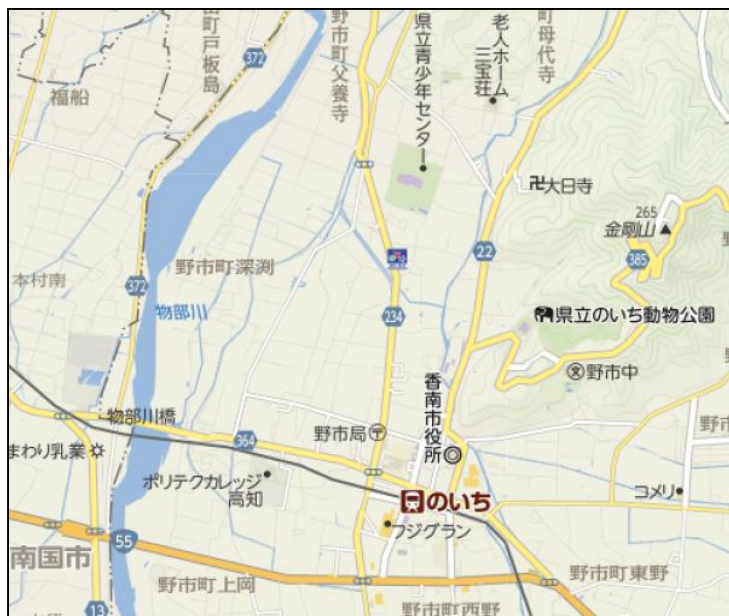 372
町戸板島
福船
野市町父養寺
県立青少年センター
老人ホーム
三宝荘
町母代寺
卍大日寺
265
金剛山▲
385
22
本村南
372
野市町深渕
物部川
234
県立のいち動物公園
野市中
香南市役所
物部川橋
364
野市局
まわり乳業
ポリテクカレッジ
高知
のいち
コメリ
フジグラン
55
南国市
野市町上岡
野市町東野
野市町西野
13